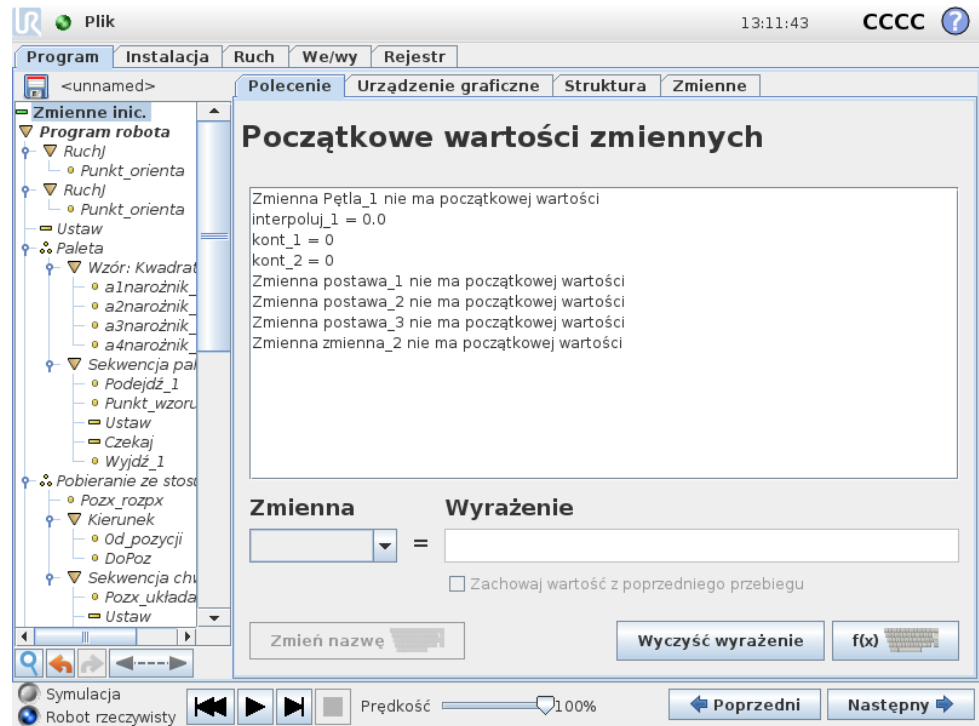 UR Plik 13:11:43 CCCC ?
Program Instalacja Ruch We/wy Rejestr
<unnamed>
Polecenie Urządzenie graficzne Struktura Zmienne
Zmienne inic.
Program robota
RuchJ
Punkt_orienta
RuchJ
Punkt_orienta
Ustaw
Paleta
Wzór: Kwadrat
a1narożnik_
a2narożnik_
a3narożnik_
a4narożnik_
Sekwencja pal
Podejdź_1
Punkt_wzoru
Ustaw
Czekaj
Wyjdź_1
Pobieranie ze stosu
Pozx_rozpx
Kierunek
Od_pozycji
DoPoz
Sekwencja chw
Pozx_układa
Ustaw
Początkowe wartości zmiennych
Zmienna Pętla_1 nie ma początkowej wartości
interpoluj_1 = 0.0
kont_1 = 0
kont_2 = 0
Zmienna postawa_1 nie ma początkowej wartości
Zmienna postawa_2 nie ma początkowej wartości
Zmienna postawa_3 nie ma początkowej wartości
Zmienna zmienna_2 nie ma początkowej wartości
Zmienna Wyrażenie
=
Zachowaj wartość z poprzedniego przebiegu
Zmień nazwę Wyczyść wyrażenie f(x)
Symulacja
Robot rzeczywisty
Prędkość 100% Poprzedni Następny